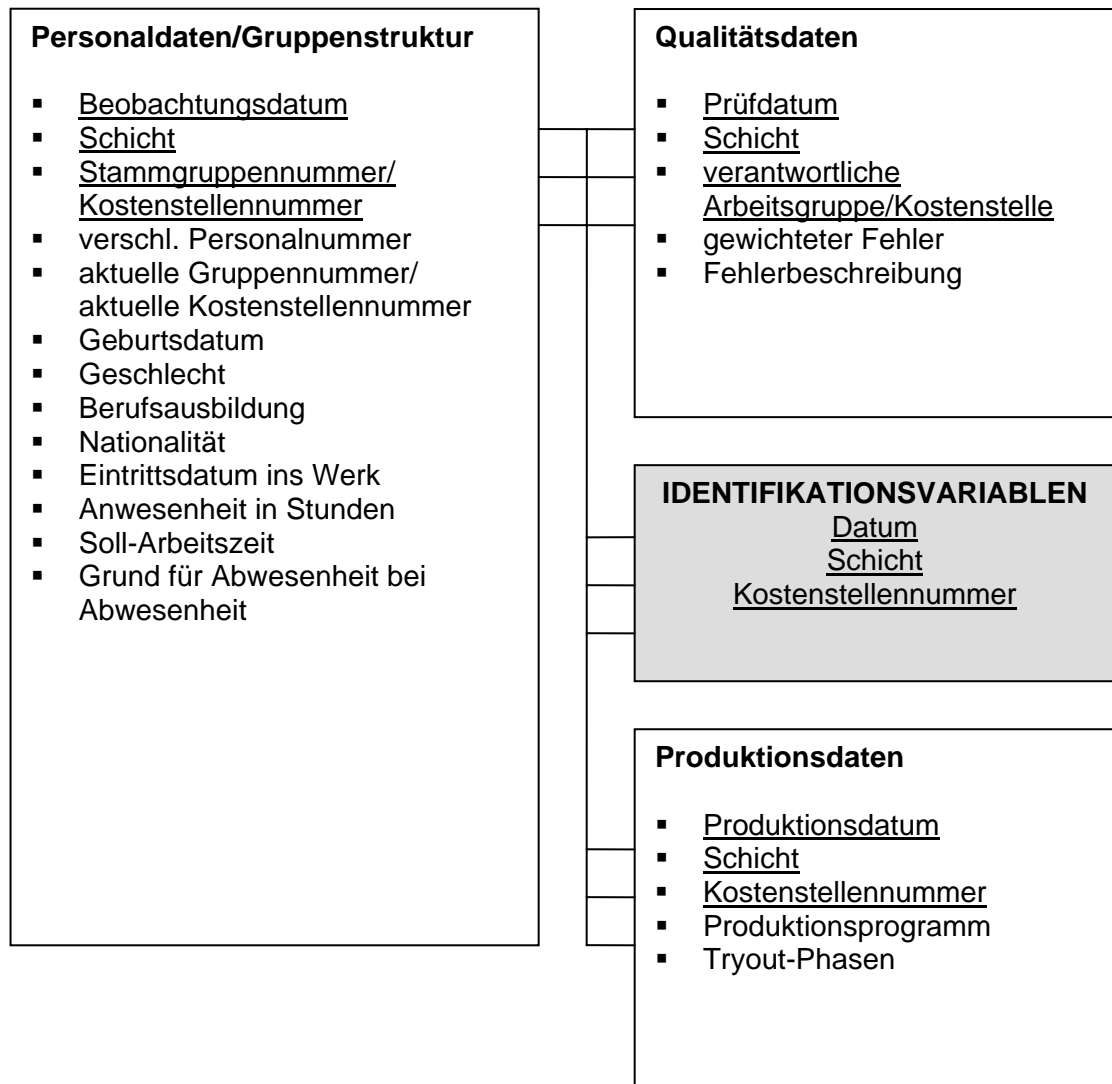 Personaldaten/Gruppenstruktur
▪ Beobachtungsdatum
▪ Schicht
▪ Stammgruppennummer/
Kostenstellennummer
▪ verschl. Personalnummer
▪ aktuelle Gruppennummer/
aktuelle Kostenstellennummer
▪ Geburtsdatum
▪ Geschlecht
▪ Berufsausbildung
▪ Nationalität
▪ Eintrittsdatum ins Werk
▪ Anwesenheit in Stunden
▪ Soll-Arbeitszeit
▪ Grund für Abwesenheit bei
Abwesenheit
Qualitätsdaten
▪ Prüfdatum
▪ Schicht
▪ verantwortliche
Arbeitsgruppe/Kostenstelle
▪ gewichteter Fehler
▪ Fehlerbeschreibung
IDENTIFIKATIONSVARIABLEN
Datum
Schicht
Kostenstellennummer
Produktionsdaten
▪ Produktionsdatum
▪ Schicht
▪ Kostenstellennummer
▪ Produktionsprogramm
▪ Tryout-Phasen